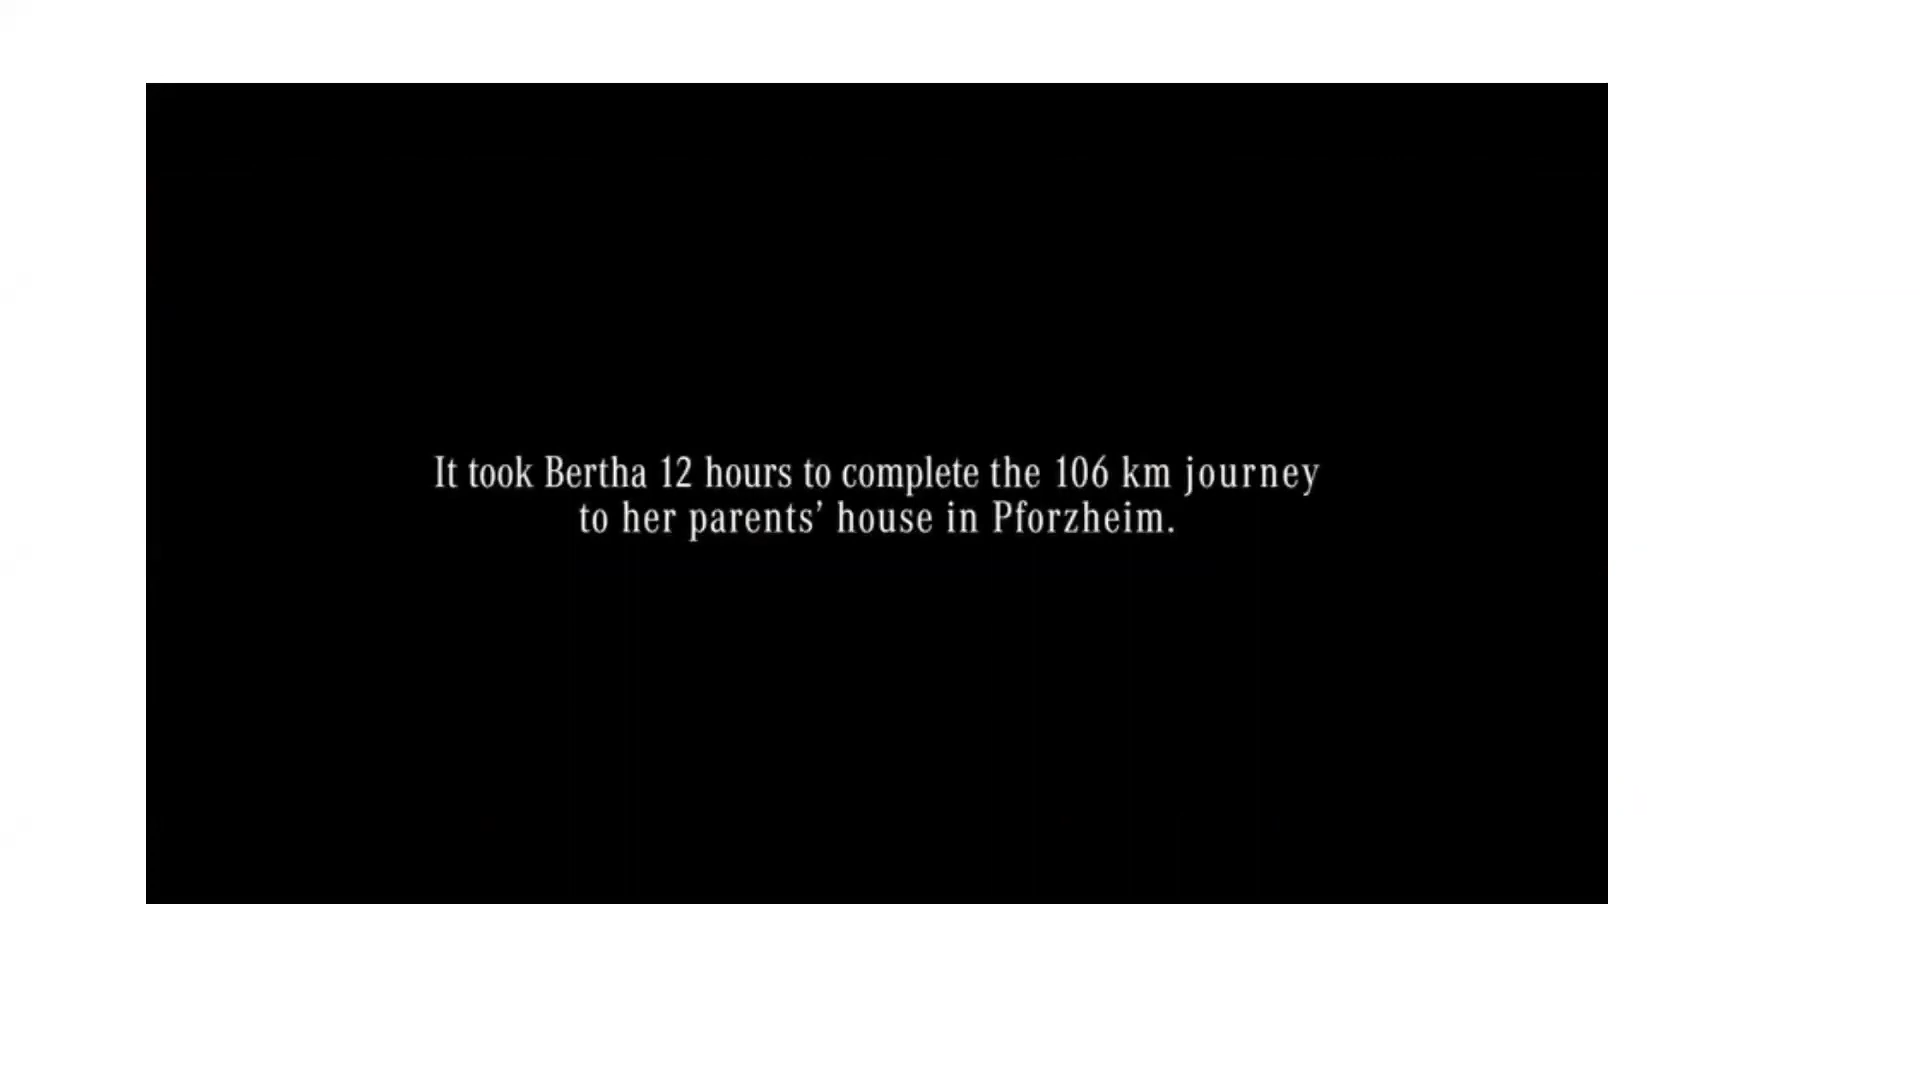 It took Bertha 12 hours to complete the 106 km journey
to her parents’ house in Pforzheim.